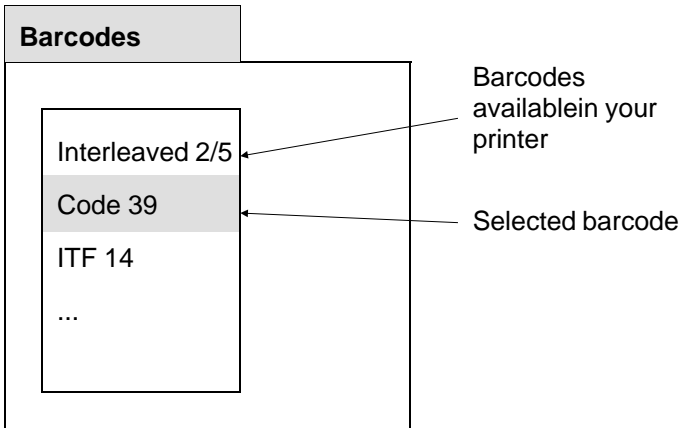 Barcodes
Barcodes
availablein your
printer
Interleaved 2/5
Code 39
Selected barcode
ITF 14
...